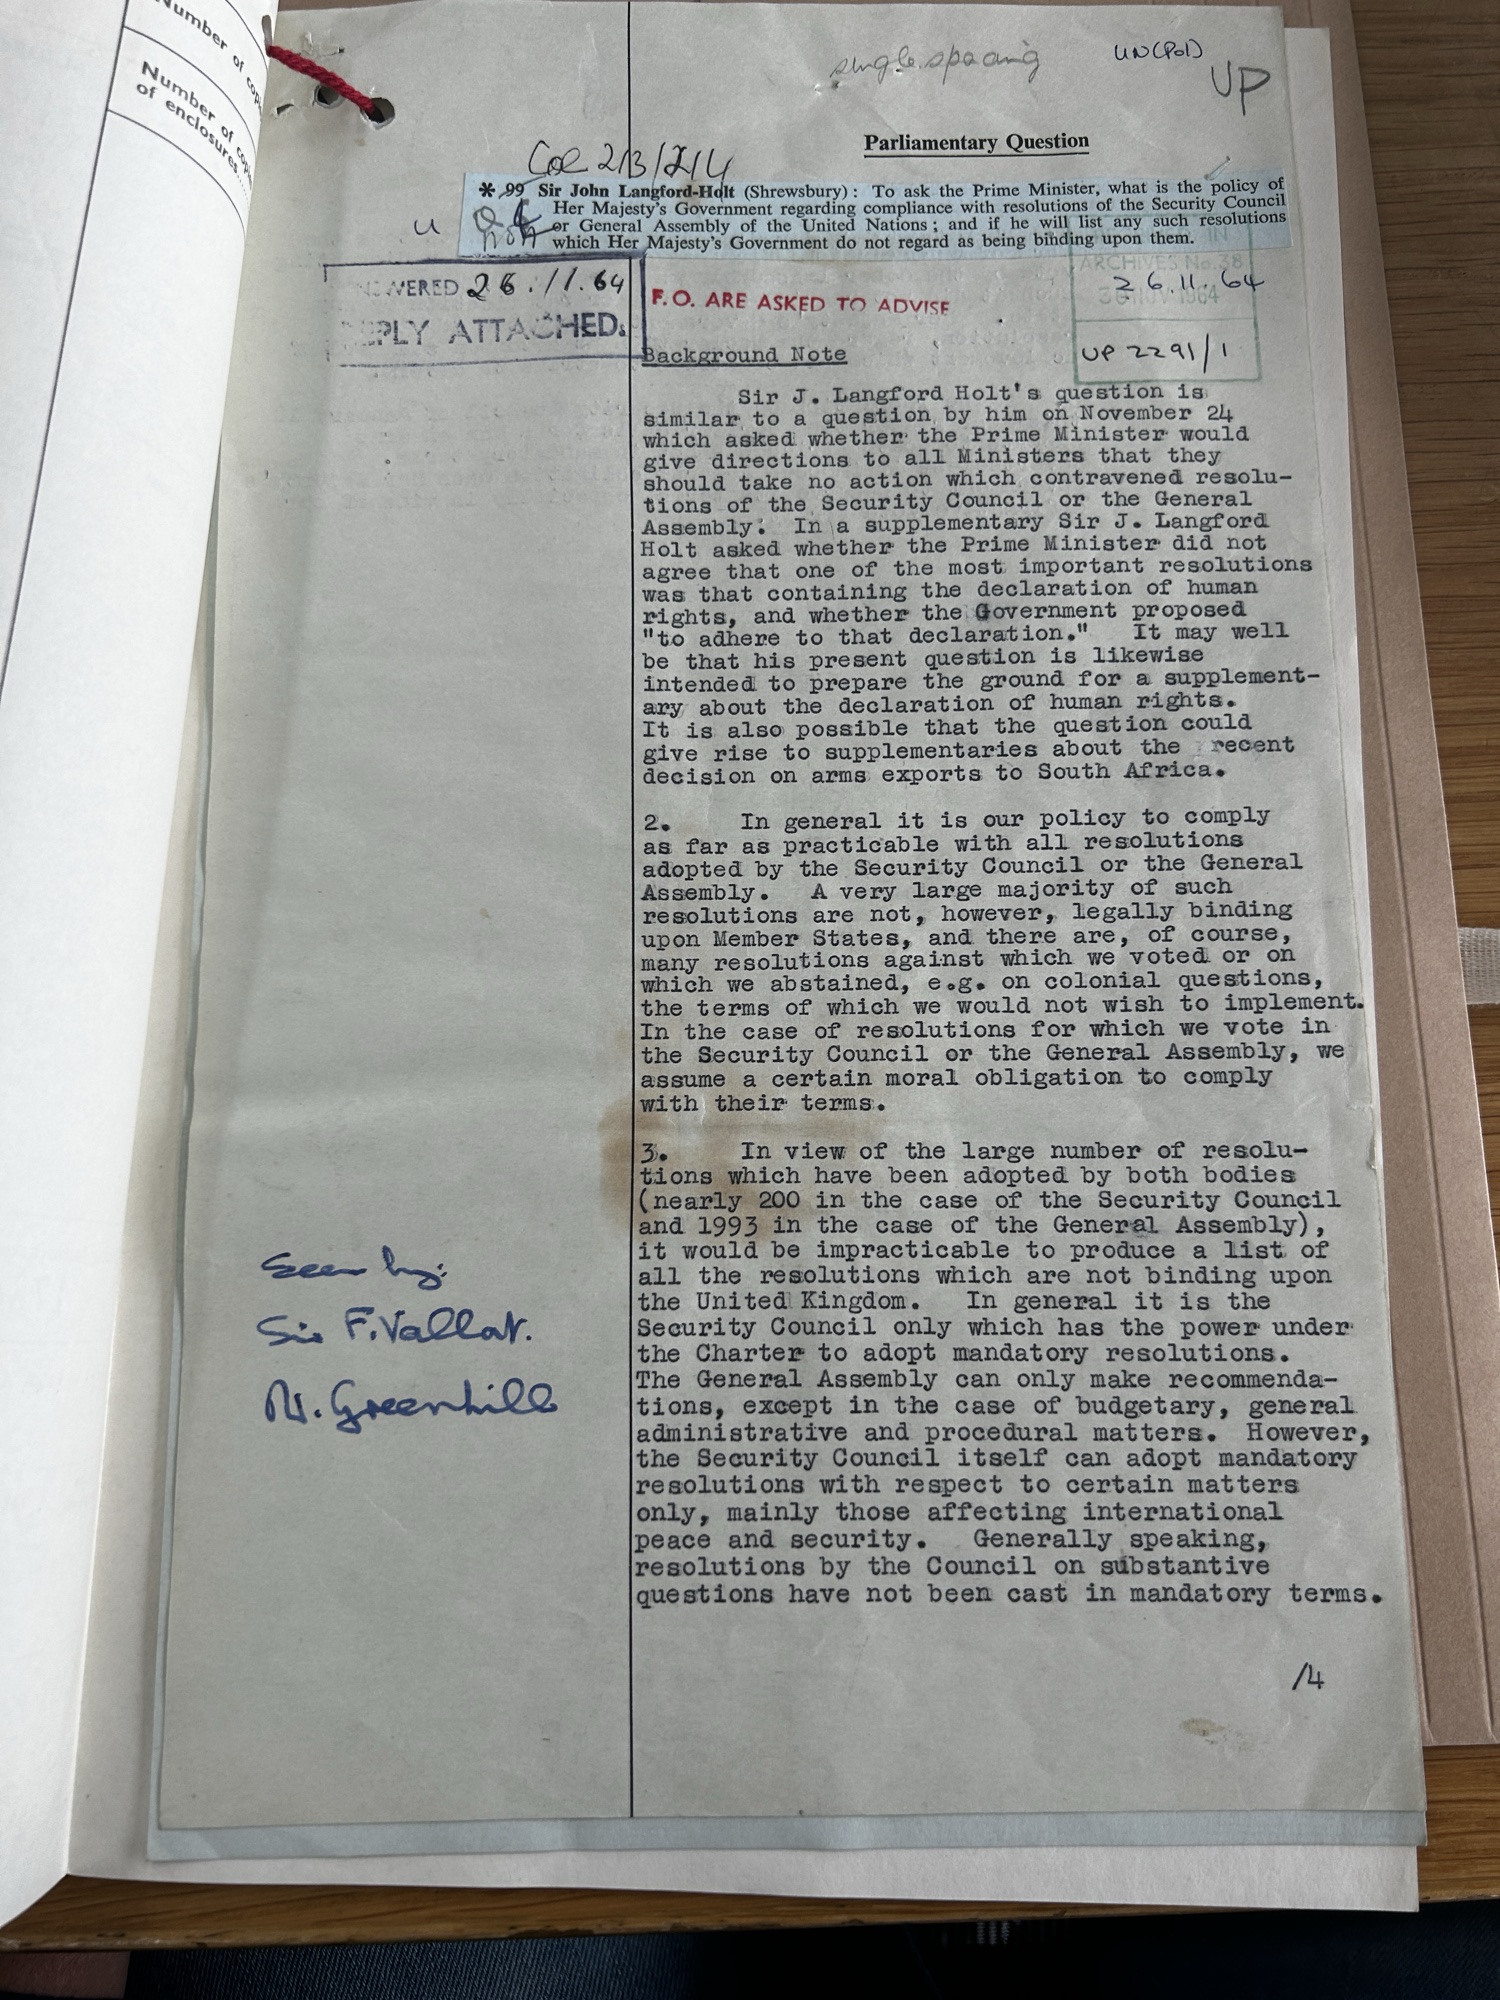 Number of
Number of
of enclosures
single spacing
UN(Pol)
UP
Parliamentary Question
* 99 Sir John Langford-Holt (Shrewsbury): To ask the Prime Minister, what is the policy of
Her Majesty's Government regarding compliance with resolutions of the Security Council
or General Assembly of the United Nations; and if he will list any such resolutions
which Her Majesty's Government do not regard as being binding upon them.
WERED 26.11.64
PLY ATTACHED.
F.O. ARE ASKED TO ADVISE
IN
ARCHIVES No.38
26.11.64
UP 2291/1
Background Note
Sir J. Langford Holt's question is
similar to a question by him on November 24
which asked whether the Prime Minister would
give directions to all Ministers that they
should take no action which contravened resolu-
tions of the Security Council or the General
Assembly. In a supplementary Sir J. Langford
Holt asked whether the Prime Minister did not
agree that one of the most important resolutions
was that containing the declaration of human
rights, and whether the Government proposed
"to adhere to that declaration." It may well
be that his present question is likewise
intended to prepare the ground for a supplement-
ary about the declaration of human rights.
It is also possible that the question could
give rise to supplementaries about the recent
decision on arms exports to South Africa.
2. In general it is our policy to comply
as far as practicable with all resolutions
adopted by the Security Council or the General
Assembly. A very large majority of such
resolutions are not, however, legally binding
upon Member States, and there are, of course,
many resolutions against which we voted or on
which we abstained, e.g. on colonial questions,
the terms of which we would not wish to implement.
In the case of resolutions for which we vote in
the Security Council or the General Assembly, we
assume a certain moral obligation to comply
with their terms.
3. In view of the large number of resolu-
tions which have been adopted by both bodies
(nearly 200 in the case of the Security Council
and 1993 in the case of the General Assembly),
it would be impracticable to produce a list of
all the resolutions which are not binding upon
the United Kingdom. In general it is the
Security Council only which has the power under
the Charter to adopt mandatory resolutions.
The General Assembly can only make recommenda-
tions, except in the case of budgetary, general
administrative and procedural matters. However,
the Security Council itself can adopt mandatory
resolutions with respect to certain matters
only, mainly those affecting international
peace and security. Generally speaking,
resolutions by the Council on substantive
questions have not been cast in mandatory terms.
Seen by:
Sir F. Vallat.
Greenhill
/4